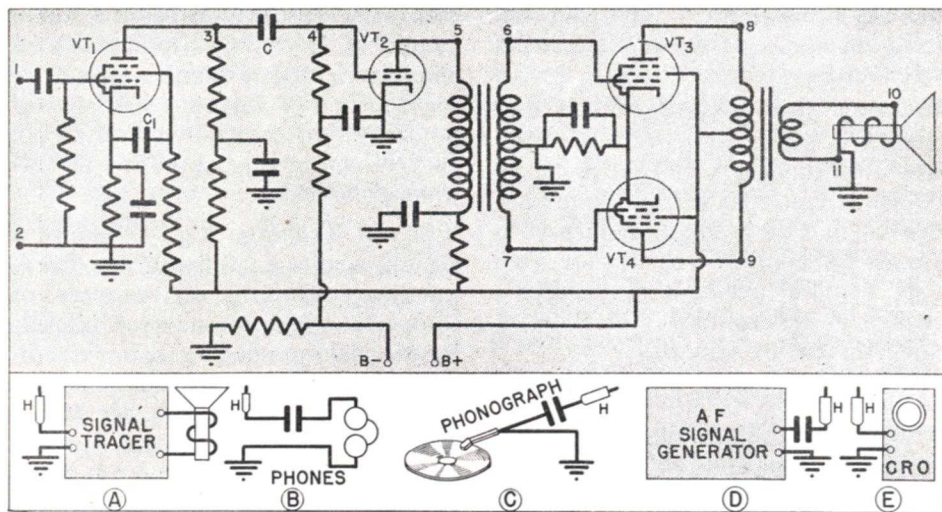 VT1
3
C
4
VT2
5
6
VT3
8
1
C1
10
11
2
7
VT4
9
B- B+
H
SIGNAL TRACER
H
PHONES
PHONOGRAPH
H
A F SIGNAL GENERATOR
H
H
CRO
A B C D E